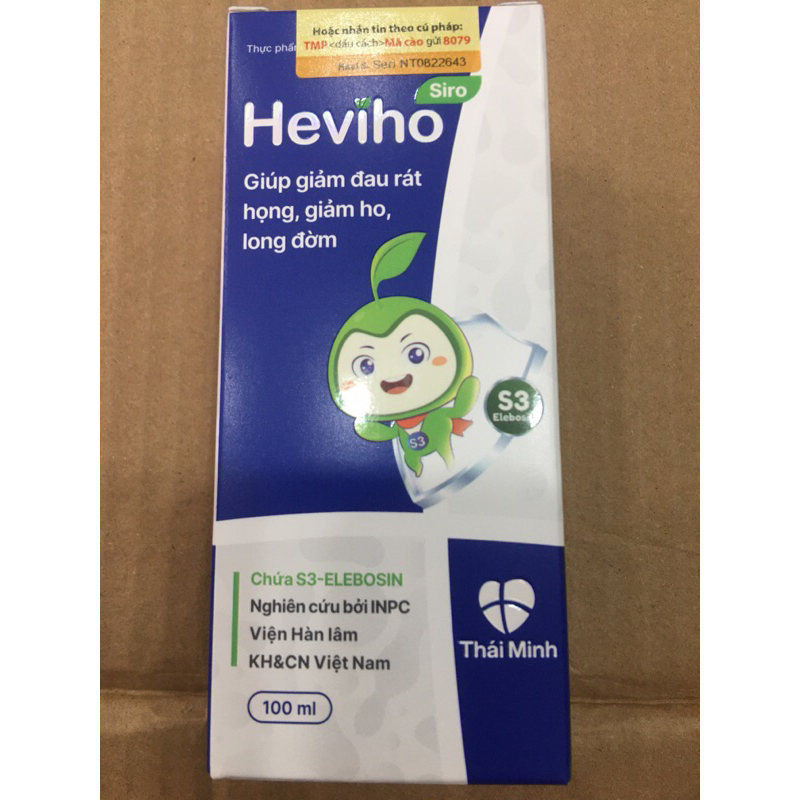 Hoặc nhắn tin theo cú pháp:
TMP <dấu cách> Mã cào gửi 8079
Seri NT0822643
Thực phẩm
Siro
Heviho
Giúp giảm đau rát
họng, giảm ho,
long đờm
S3
S3
Chứa S3-ELEBOSIN
Nghiên cứu bởi INPC
Viện Hàn lâm
KH&CN Việt Nam
100 ml
Thái Minh